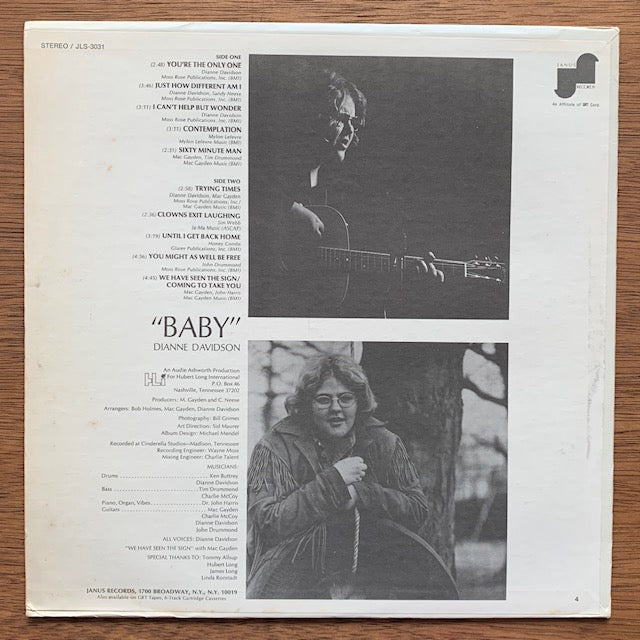 STEREO / JLS-3031
SIDE ONE
(2:48) YOU'RE THE ONLY ONE
Dianne Davidson
Moss Rose Publications, Inc. (BMI)
(3:46) JUST HOW DIFFERENT AM I
Dianne Davidson, Sandy Neese
Moss Rose Publications, Inc. (BMI)
(3:11) I CAN'T HELP BUT WONDER
Dianne Davidson
Moss Rose Publications, Inc. (BMI)
(3:11) CONTEMPLATION
Mylon Lefevre
Mylon Lefevre Music (BMI)
(2:31) SIXTY MINUTE MAN
Mac Gayden, Tim Drummond
Mac Gayden Music (BMI)
SIDE TWO
(2:58) TRYING TIMES
Dianne Davidson, Mac Gayden
Moss Rose Publications, Inc /
Mac Gayden Music (BMI)
(2:36) CLOWNS EXIT LAUGHING
Jim Webb
Ja-Ma Music (ASCAP)
(3:19) UNTIL I GET BACK HOME
Honey
Glazee Publications, Inc. (BMI)
(4:36) YOU MIGHT AS WELL BE FREE
John Drummond
Moss Rose Publications, Inc. (BMI)
(4:45) WE HAVE SEEN THE SIGN/
COMING TO TAKE YOU
Mac Gayden, John Harris
Mac Gayden Music (BMI)
"BABY"
DIANNE DAVIDSON
HLI
An Audie Ashworth Production
For Hubert Long International
P.O. Box 46
Nashville, Tennessee 37202
Producers: M. Gayden and C. Neese
Arrangers: Bob Holmes, Mac Gayden, Dianne Davidson
Photography: Bill Grimes
Art Direction: Sid Maurer
Album Design: Michael Mendel
Recorded at Cinderella Studios—Madison, Tennessee
Recording Engineer: Wayne Moss
Mixing Engineer: Charlie Talent
MUSICIANS:
Drums Ken Buttrey
Dianne Davidson
Bass Tim Drummond
Charlie McCoy
Piano, Organ, Vibes Dr. John Harris
Guitars Mac Gayden
Charlie McCoy
Dianne Davidson
John Drummond
ALL VOICES: Dianne Davidson
"WE HAVE SEEN THE SIGN" with Mac Gayden
SPECIAL THANKS TO: Tommy Allsup
Hubert Long
James Long
Linda Ronstadt
JANUS RECORDS, 1700 BROADWAY, N.Y., N.Y. 10019
Also available on GRT Tapes, 8-Track Cartridge Cassettes
JANUS
RECORDS
An Affiliate of GRT Corp.
4